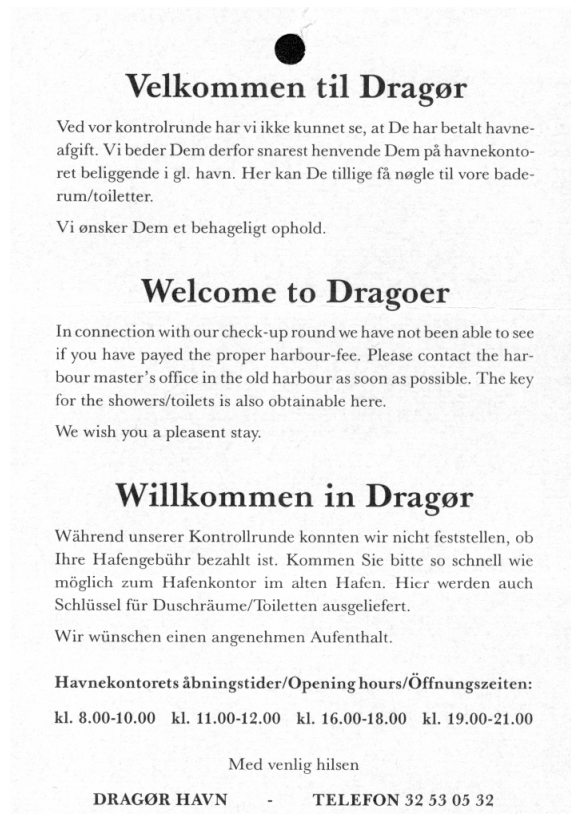 Velkommen til Dragør
Ved vor kontrolrunde har vi ikke kunnet se, at De har betalt havne-
afgift. Vi beder Dem derfor snarest henvende Dem på havnekonto-
ret beliggende i gl. havn. Her kan De tillige få nøgle til vore bade-
rum/toiletter.
Vi ønsker Dem et behageligt ophold.
Welcome to Dragoer
In connection with our check-up round we have not been able to see
if you have payed the proper harbour-fee. Please contact the har-
bour master's office in the old harbour as soon as possible. The key
for the showers/toilets is also obtainable here.
We wish you a pleasent stay.
Willkommen in Dragør
Während unserer Kontrollrunde konnten wir nicht feststellen, ob
Ihre Hafengebühr bezahlt ist. Kommen Sie bitte so schnell wie
möglich zum Hafenkontor im alten Hafen. Hier werden auch
Schlüssel für Duschräume/Toiletten ausgeliefert.
Wir wünschen einen angenehmen Aufenthalt.
Havnekontorets åbningstider/Opening hours/Öffnungszeiten:
kl. 8.00-10.00 kl. 11.00-12.00 kl. 16.00-18.00 kl. 19.00-21.00
Med venlig hilsen
DRAGØR HAVN - TELEFON 32 53 05 32